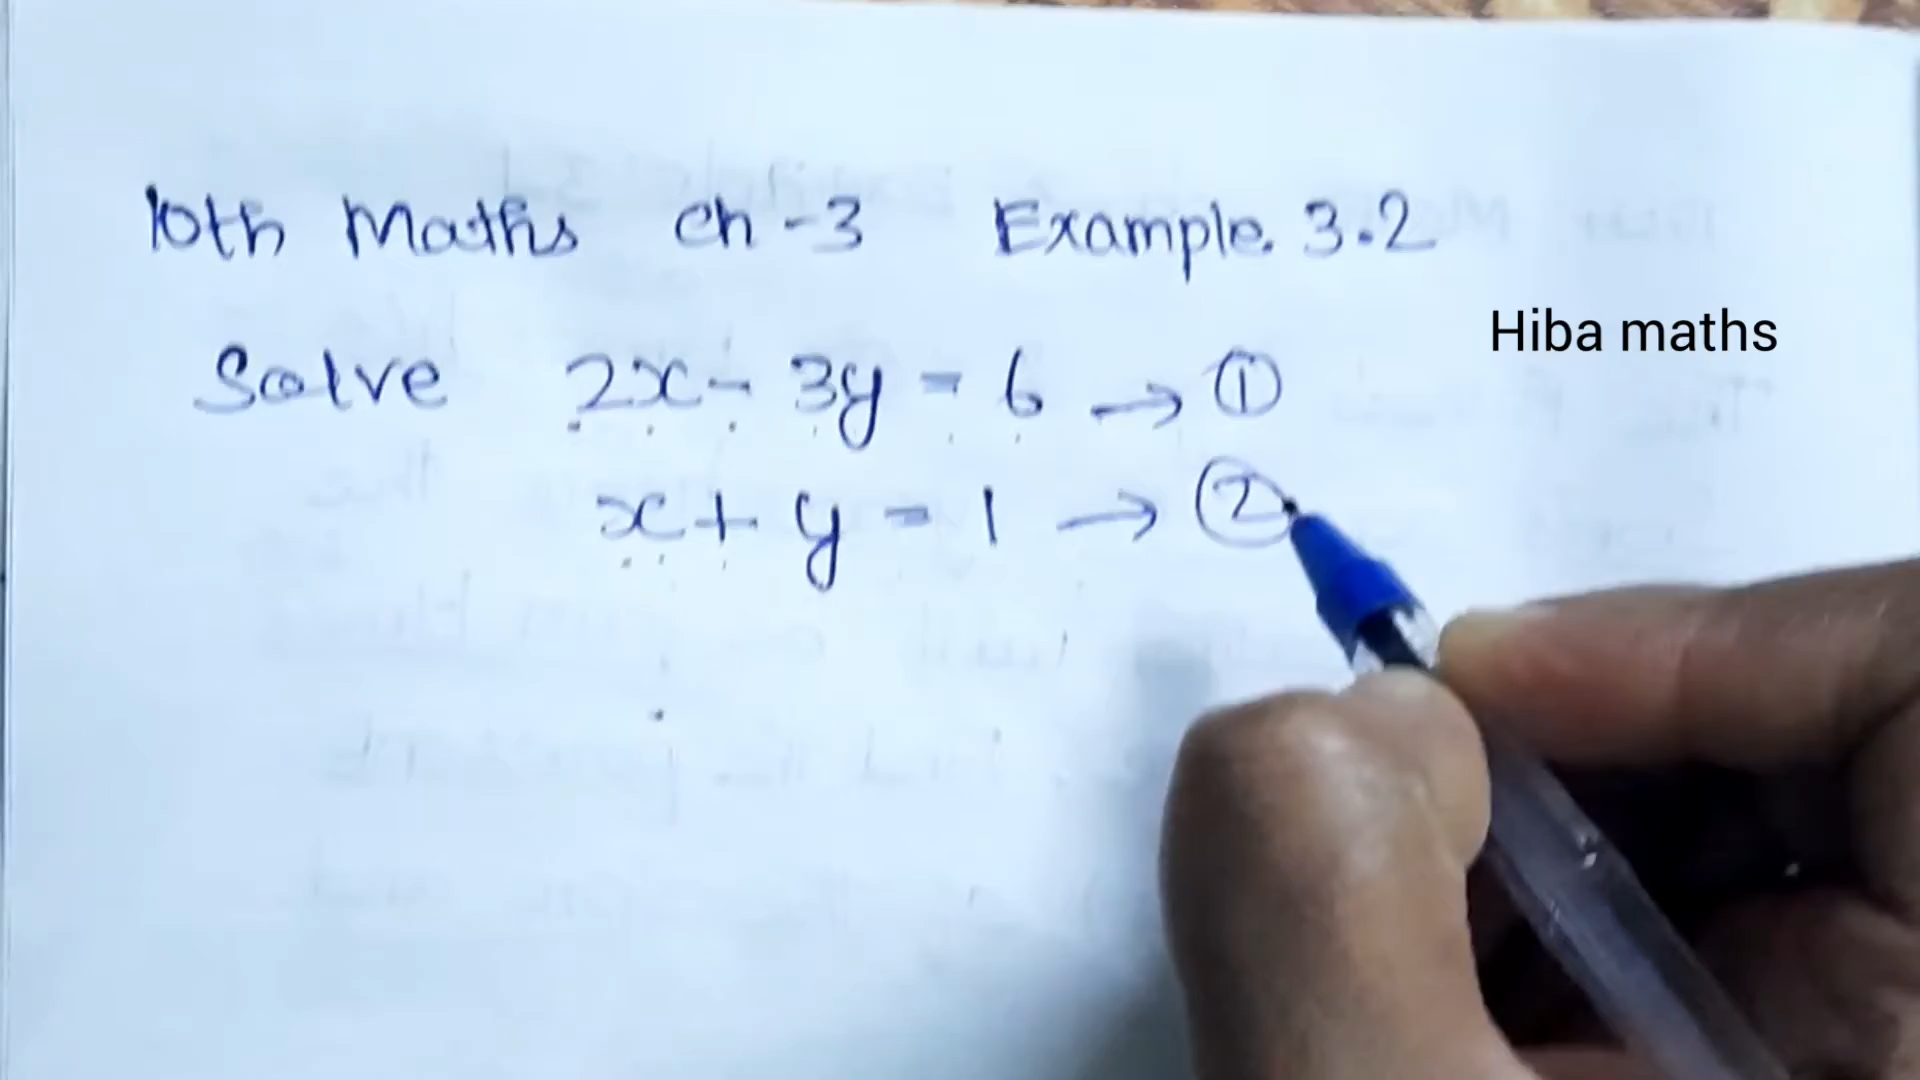 10th Maths ch-3 Example. 3.2
Hiba maths
Solve 2x - 3y = 6 → ①
x + y = 1 → ②